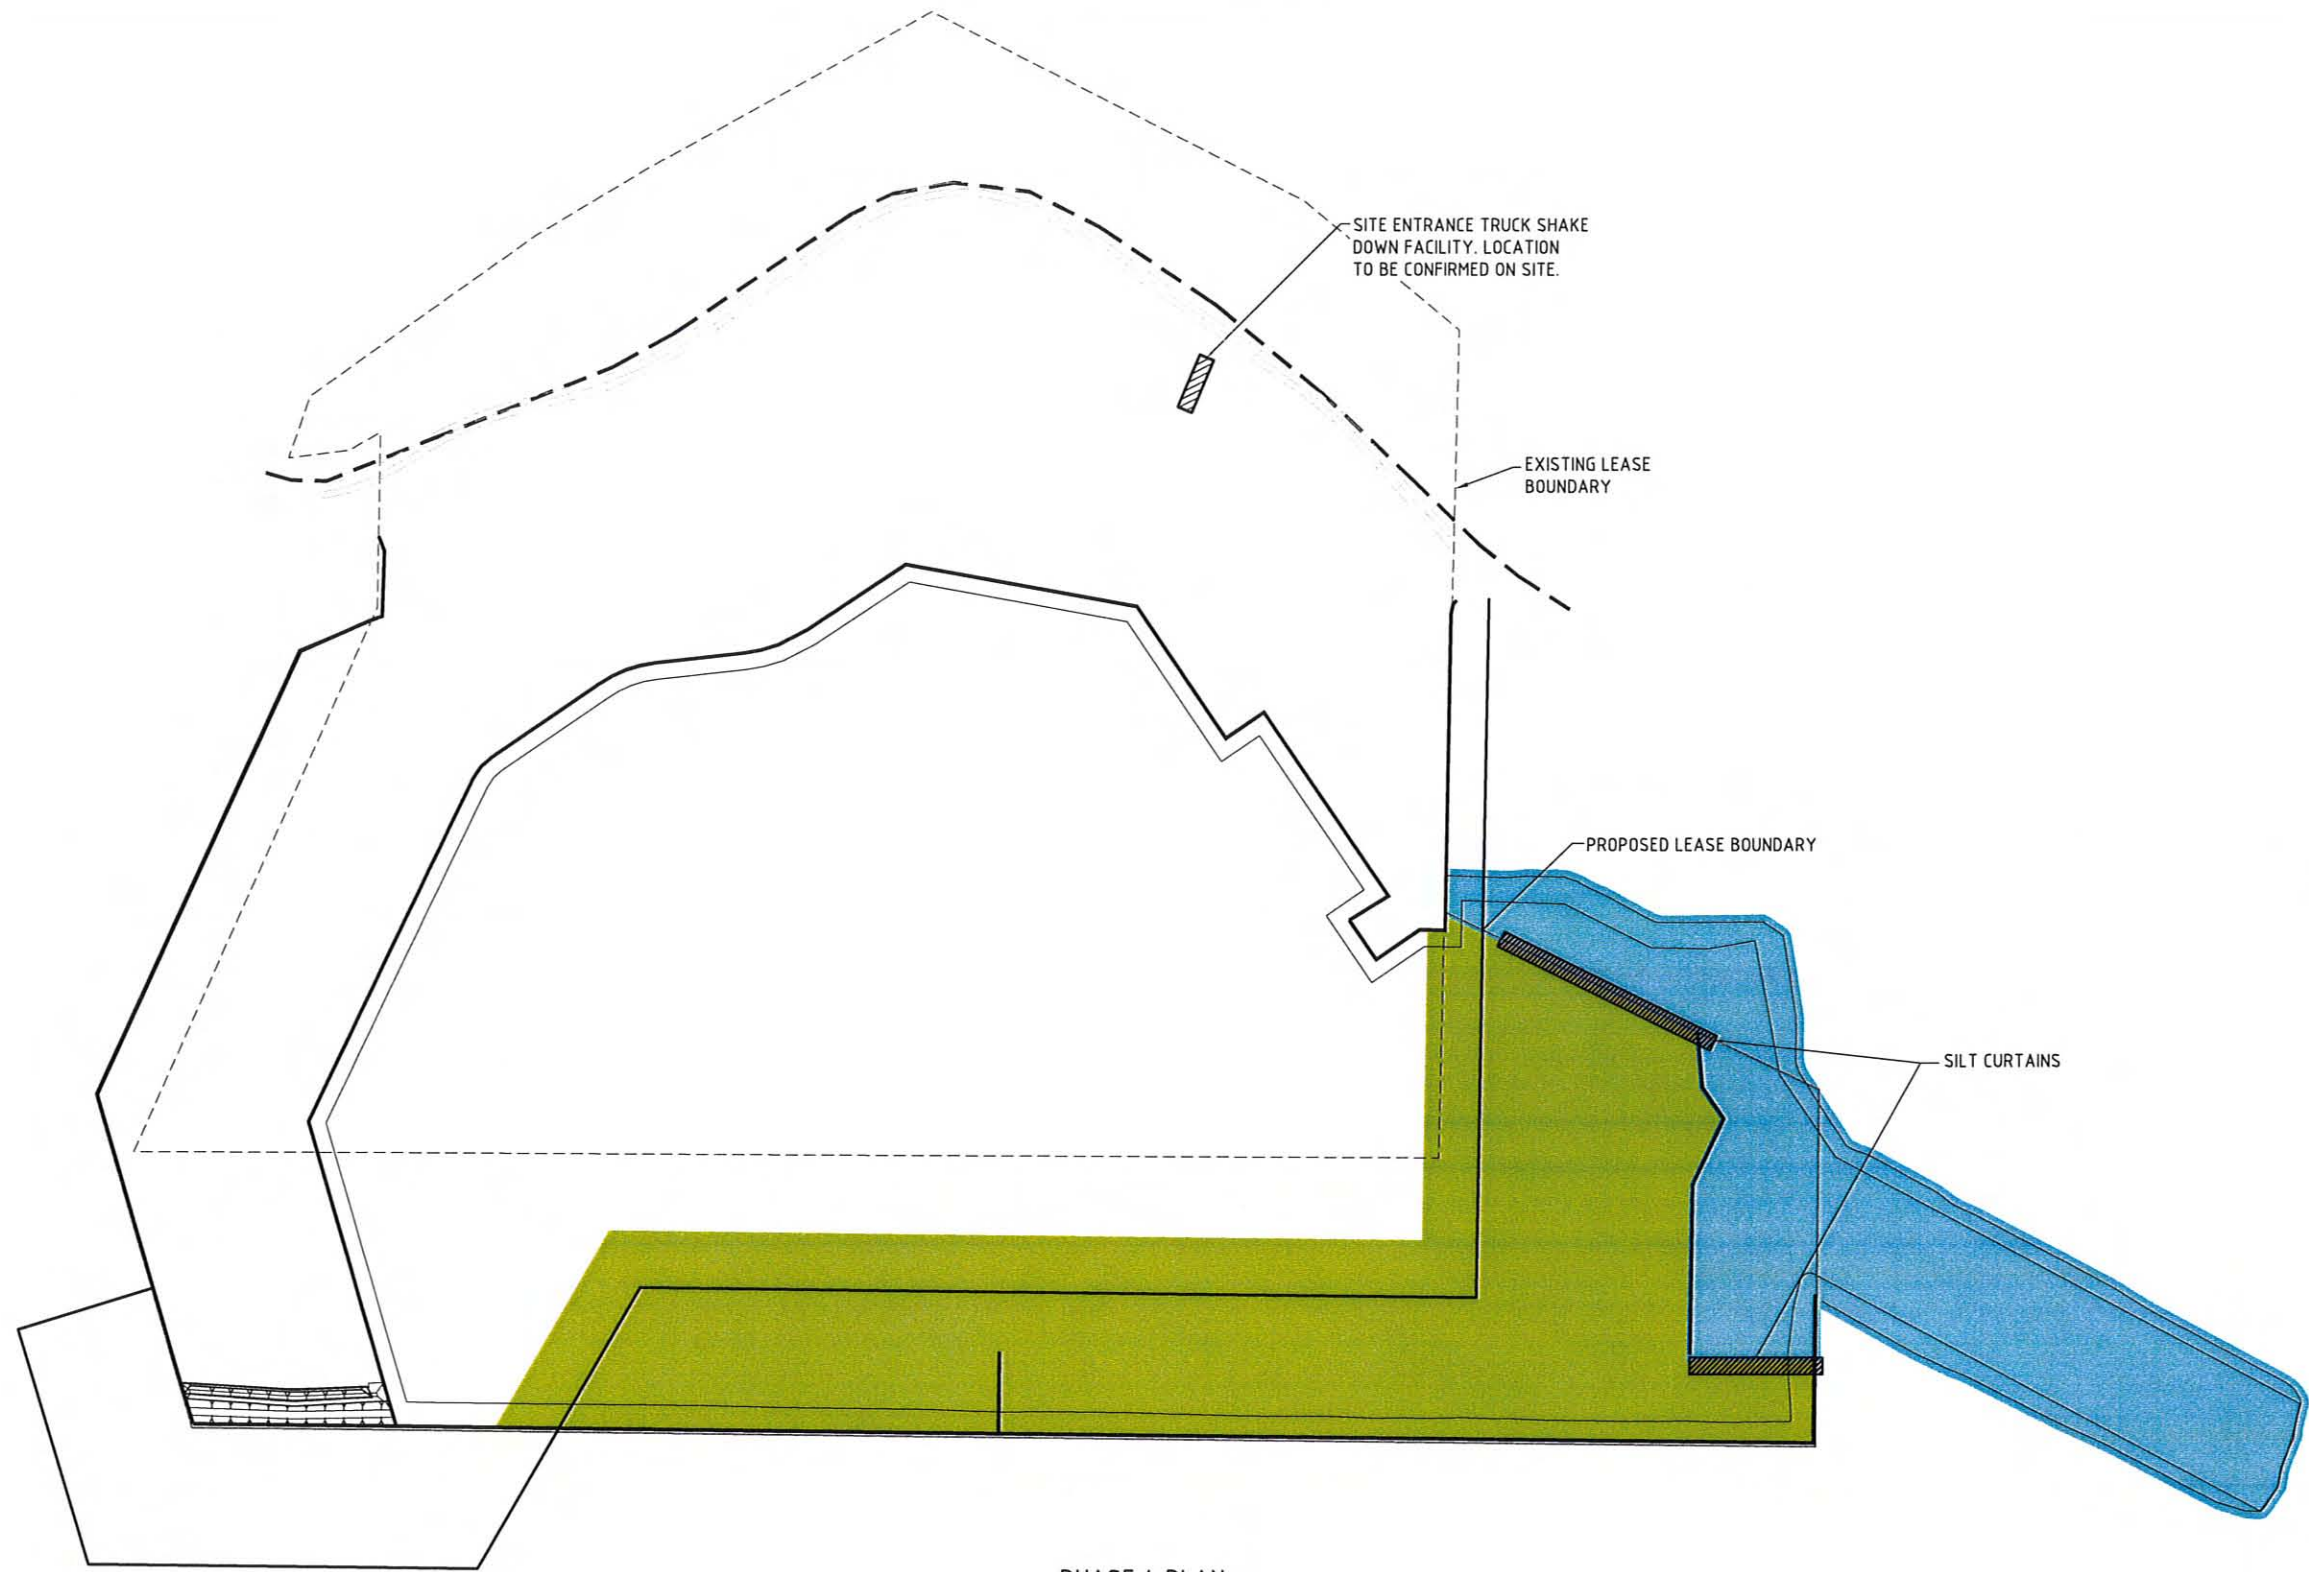 SITE ENTRANCE TRUCK SHAKE
DOWN FACILITY. LOCATION
TO BE CONFIRMED ON SITE.
EXISTING LEASE
BOUNDARY
PROPOSED LEASE BOUNDARY
SILT CURTAINS
PLAN